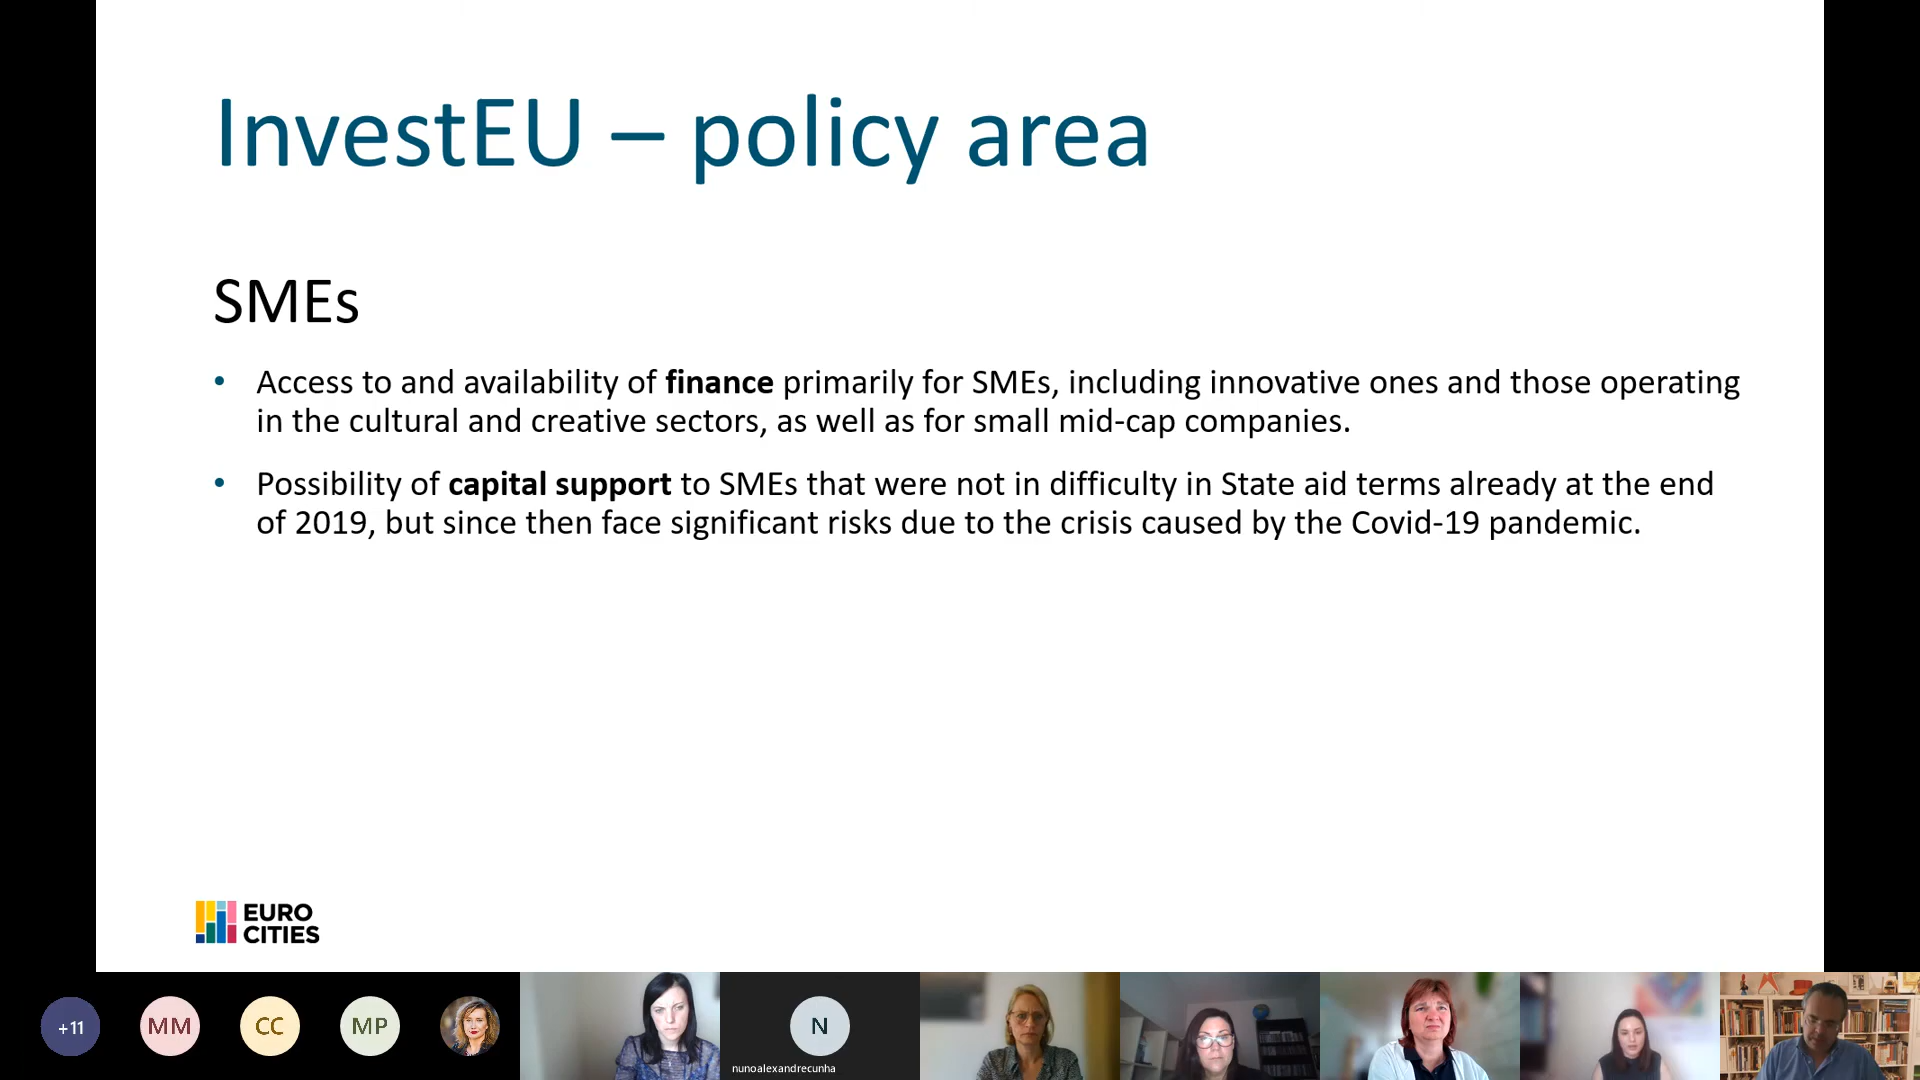 InvestEU – policy area
SMEs
• Access to and availability of finance primarily for SMEs, including innovative ones and those operating
in the cultural and creative sectors, as well as for small mid-cap companies.
• Possibility of capital support to SMEs that were not in difficulty in State aid terms already at the end
of 2019, but since then face significant risks due to the crisis caused by the Covid-19 pandemic.
EURO
CITIES
+11
MM
CC
MP
N
nunoalexandrecunha